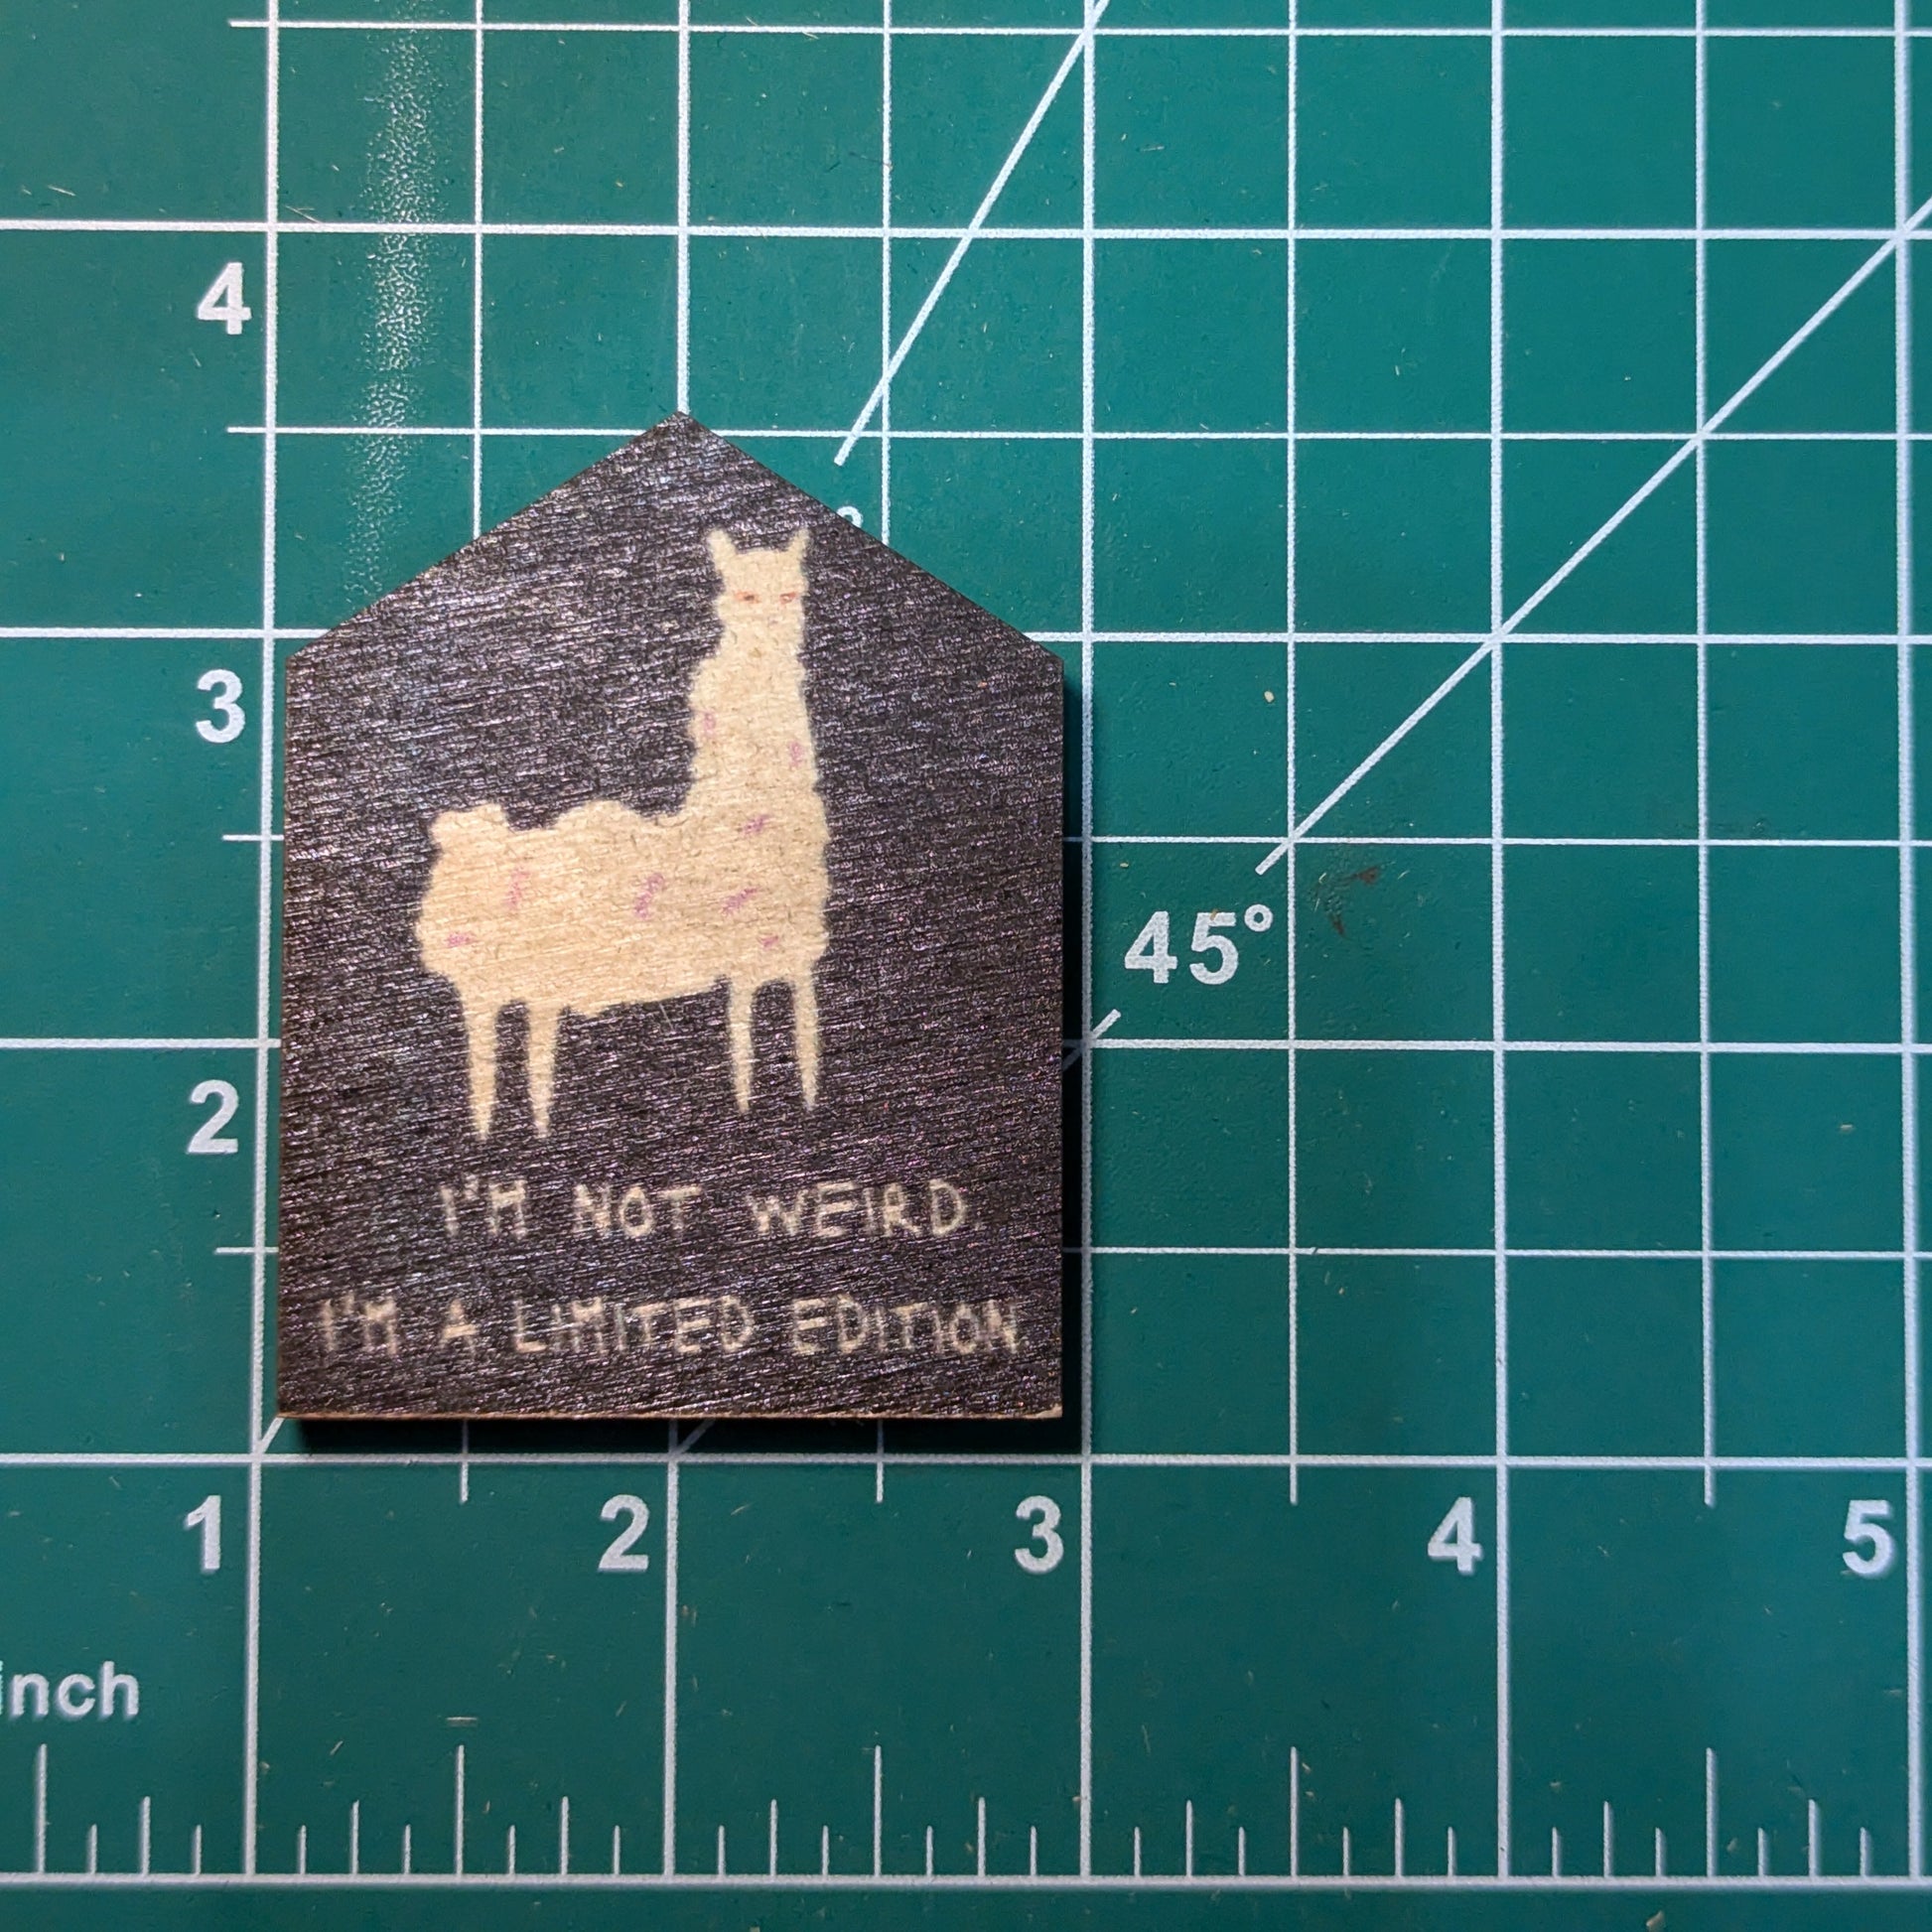 4
3
45°
2
I'M NOT WEIRD.
I'M A LIMITED EDITION.
1 2 3 4 5
inch